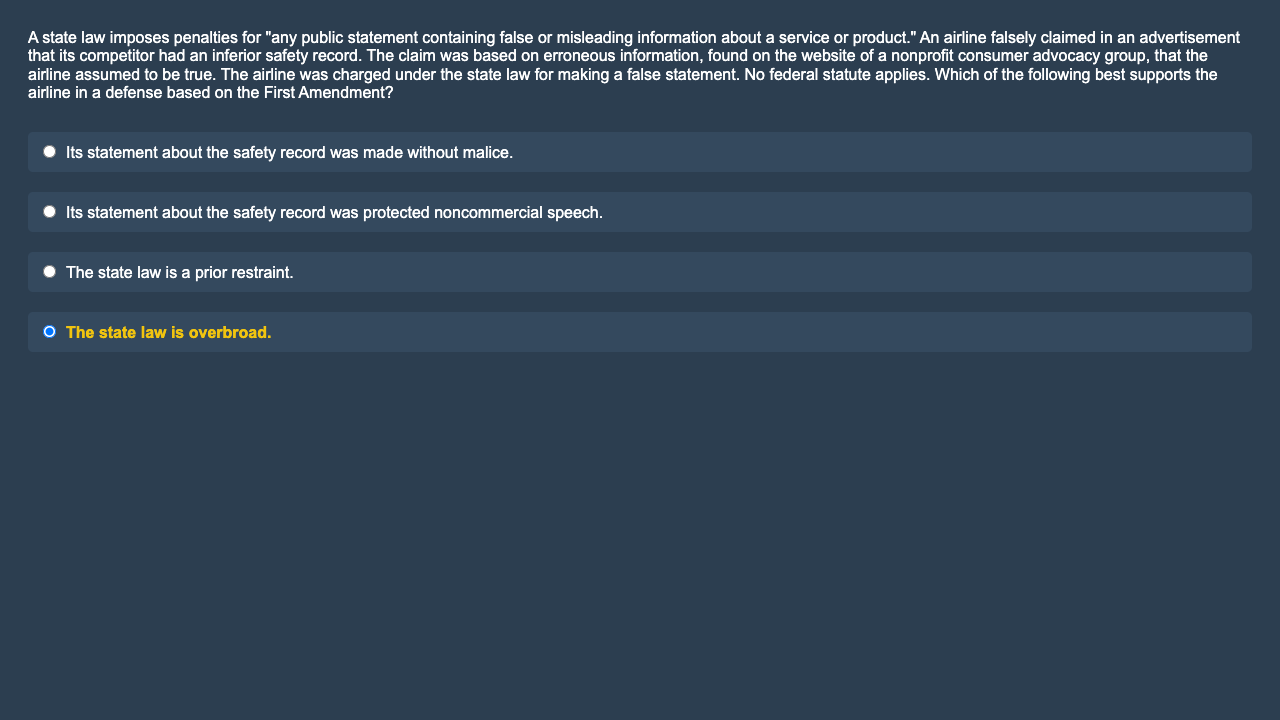 A state law imposes penalties for "any public statement containing false or misleading information about a service or product." An airline falsely claimed in an advertisement
that its competitor had an inferior safety record. The claim was based on erroneous information, found on the website of a nonprofit consumer advocacy group, that the
airline assumed to be true. The airline was charged under the state law for making a false statement. No federal statute applies. Which of the following best supports the
airline in a defense based on the First Amendment?
Its statement about the safety record was made without malice.
Its statement about the safety record was protected noncommercial speech.
The state law is a prior restraint.
The state law is overbroad.